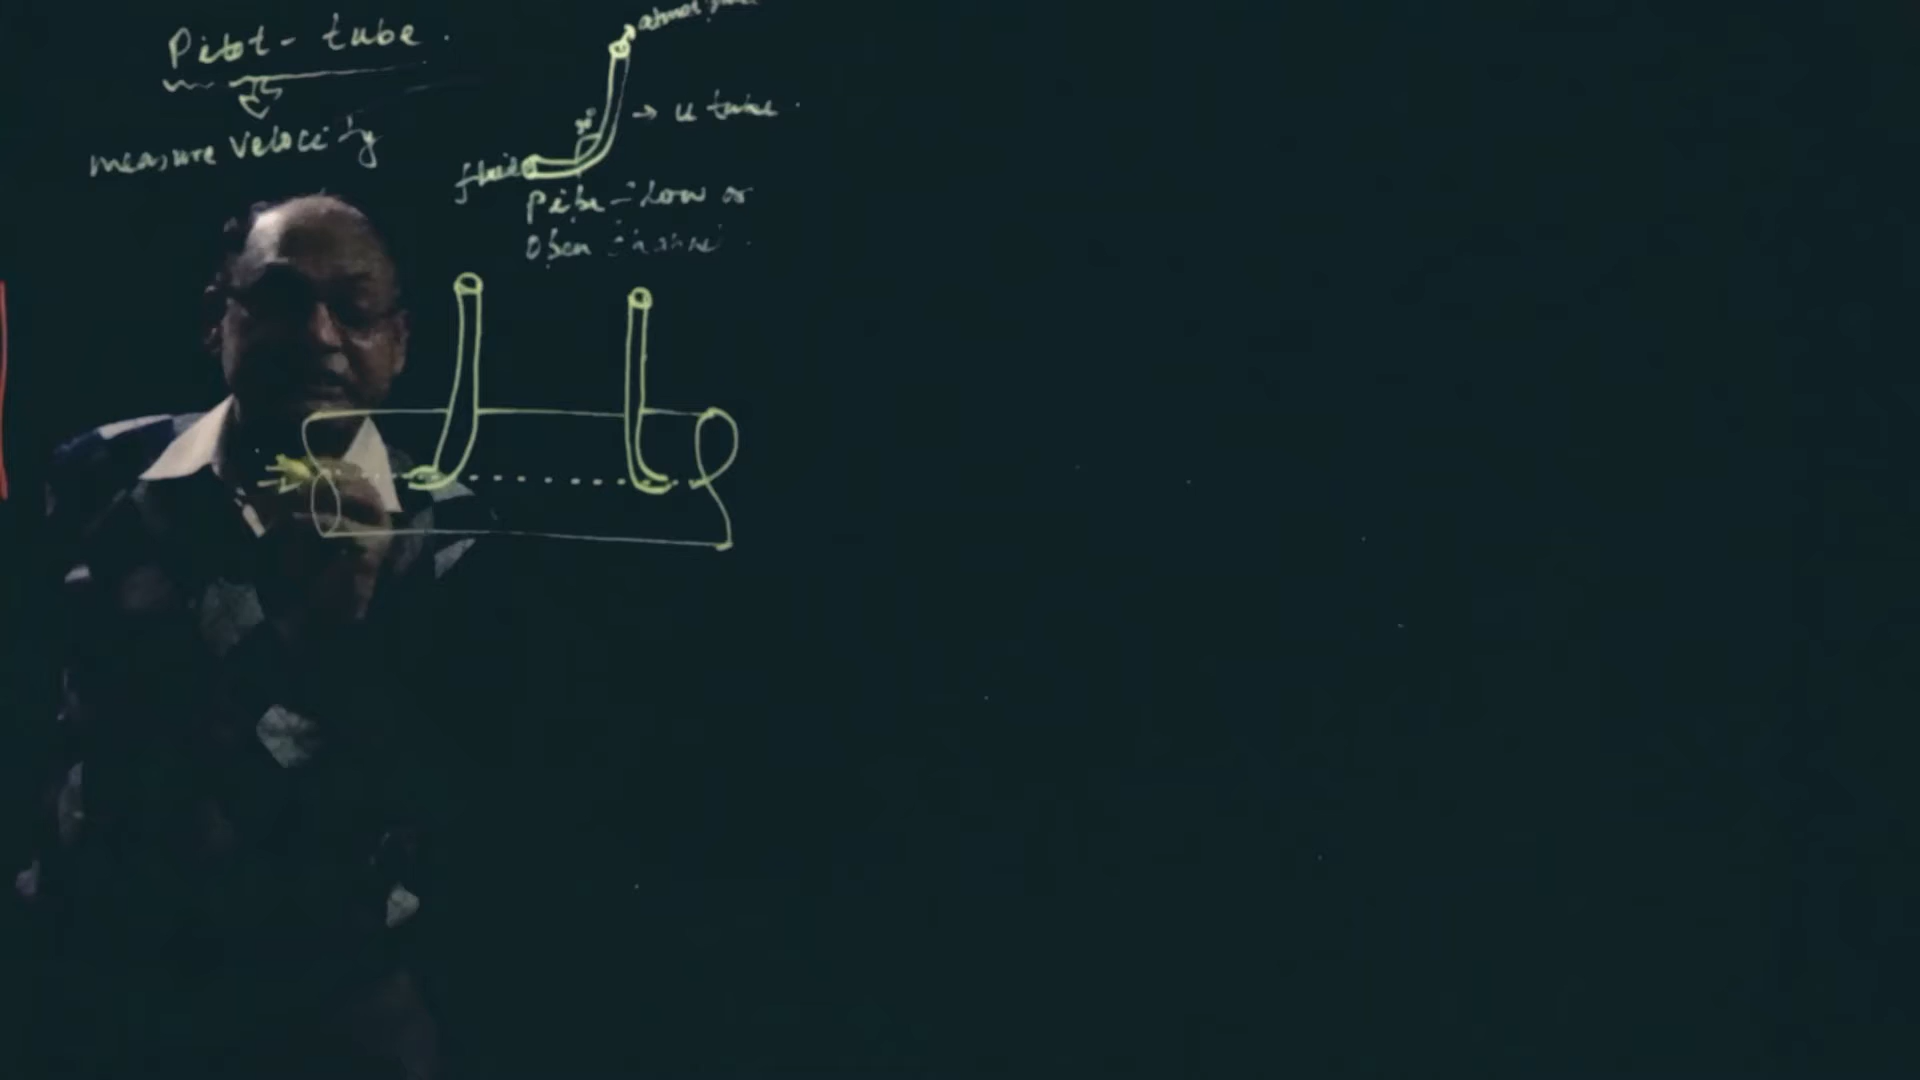 Pitot - tube.
measure velocity
→ u tube.
fluid
Pipe - flow or
Open channel.